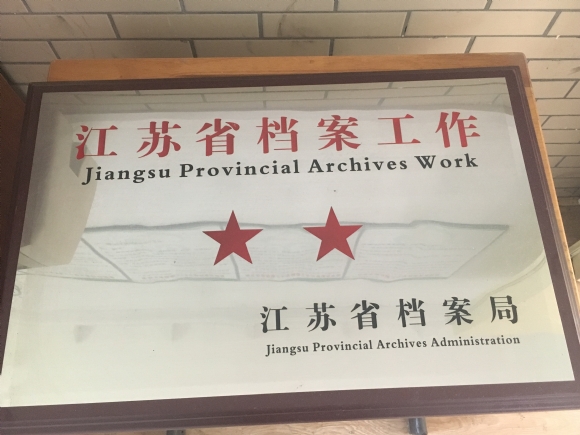 江苏省档案工作
Jiangsu Provincial Archives Work
江苏省档案局
Jiangsu Provincial Archives Administration